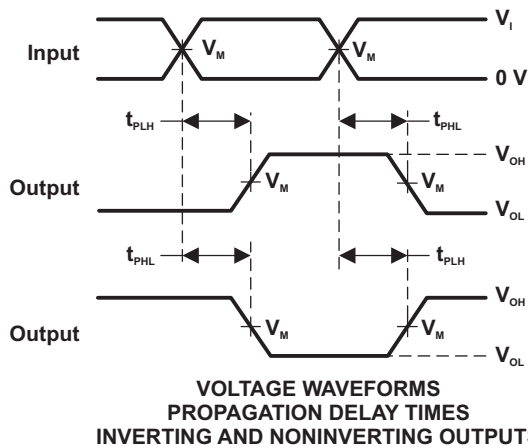 Input
V_M
V_M
V_I
0 V
t_PLH
t_PHL
Output
V_M
V_M
V_OH
V_OL
t_PHL
t_PLH
Output
V_M
V_M
V_OH
V_OL
VOLTAGE WAVEFORMS
PROPAGATION DELAY TIMES
INVERTING AND NONINVERTING OUTPUT